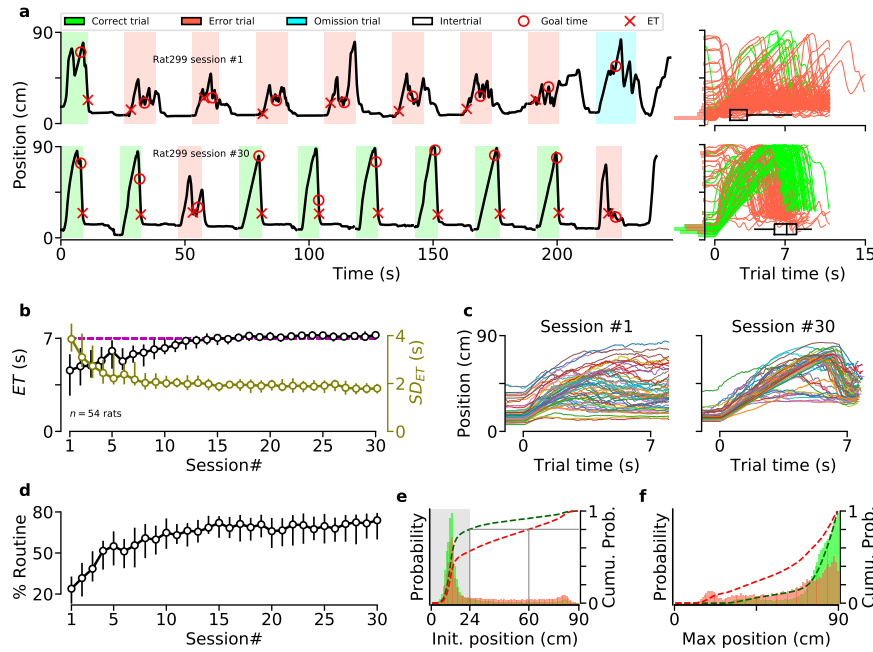 a
Correct trial Error trial Omission trial Intertrial Goal time ET
90
0
Position (cm)
Rat299 session #1
90
0
Rat299 session #30
0 50 100 150 200
Time (s)
0 7 15
Trial time (s)
b
7
ET (s)
4
2
0
SD_ET (s)
n = 54 rats
1 5 10 15 20 25 30
Session#
c
Session #1 Session #30
90
0
Position (cm)
0 7
Trial time (s)
0 7
Trial time (s)
d
80
50
20
% Routine
1 5 10 15 20 25 30
Session#
e
Probability
1
0
Cumu. Prob.
0 24 60 90
Init. position (cm)
f
Probability
1
0
Cumu. Prob.
0 90
Max position (cm)